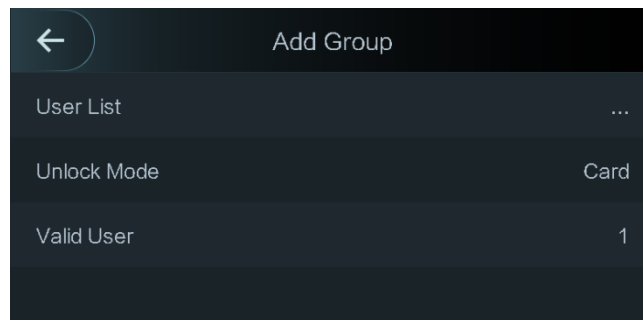 Add Group
User List ...
Unlock Mode Card
Valid User 1